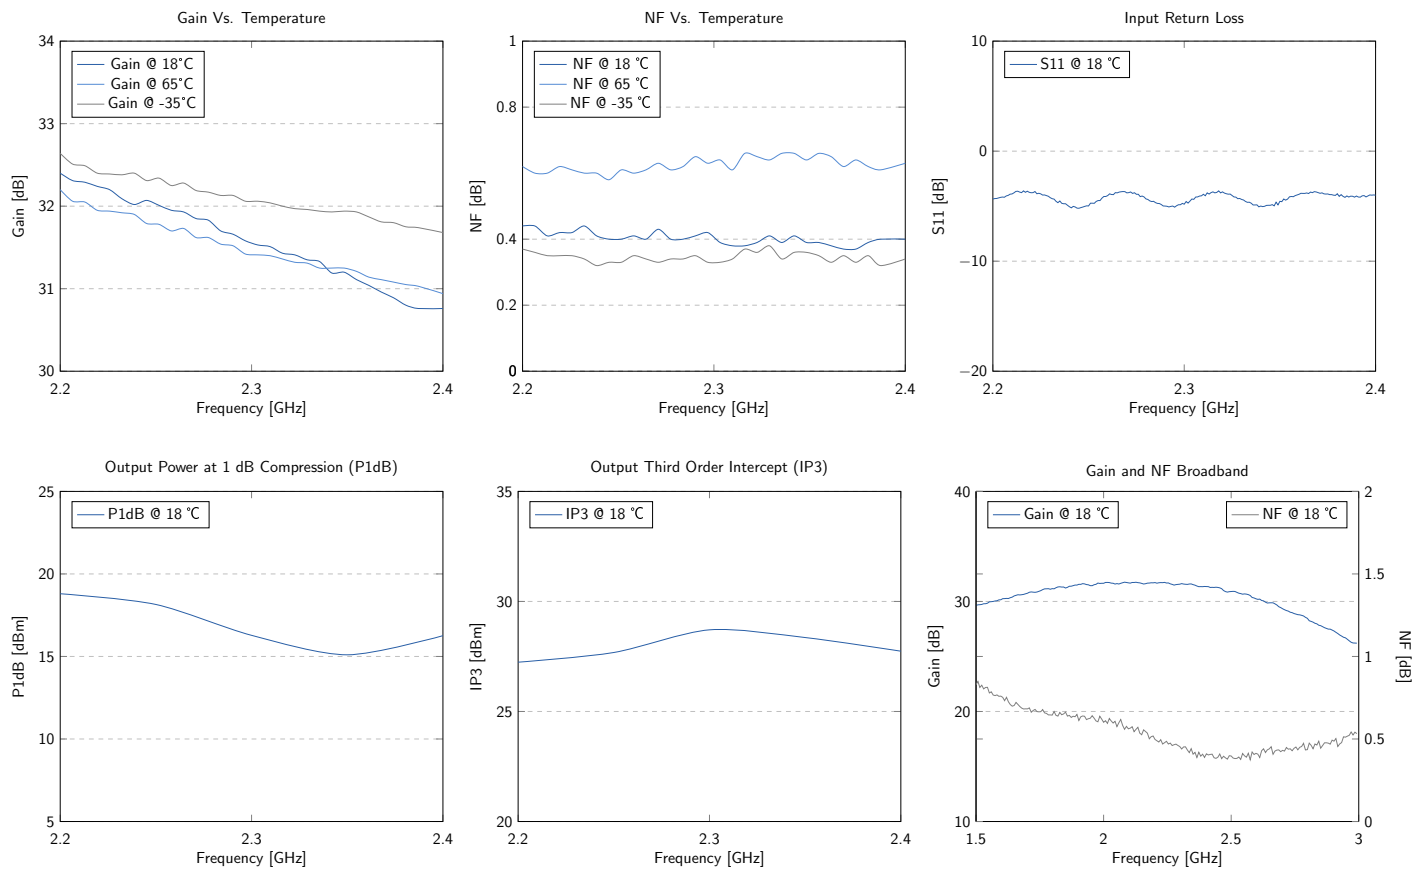 Gain Vs. Temperature
34
33
32
31
30
2.2
2.3
2.4
Gain [dB]
Frequency [GHz]
Gain @ 18°C
Gain @ 65°C
Gain @ -35°C
NF Vs. Temperature
1
0.8
0.6
0.4
0.2
0
2.2
2.3
2.4
NF [dB]
Frequency [GHz]
NF @ 18 °C
NF @ 65 °C
NF @ -35 °C
Input Return Loss
10
0
−10
−20
2.2
2.3
2.4
S11 [dB]
Frequency [GHz]
S11 @ 18 °C
Output Power at 1 dB Compression (P1dB)
25
20
15
10
5
2.2
2.3
2.4
P1dB [dBm]
Frequency [GHz]
P1dB @ 18 °C
Output Third Order Intercept (IP3)
35
30
25
20
2.2
2.3
2.4
IP3 [dBm]
Frequency [GHz]
IP3 @ 18 °C
Gain and NF Broadband
40
30
20
10
1.5
2
2.5
3
Gain [dB]
Frequency [GHz]
Gain @ 18 °C
NF @ 18 °C
2
1.5
1
0.5
0
NF [dB]